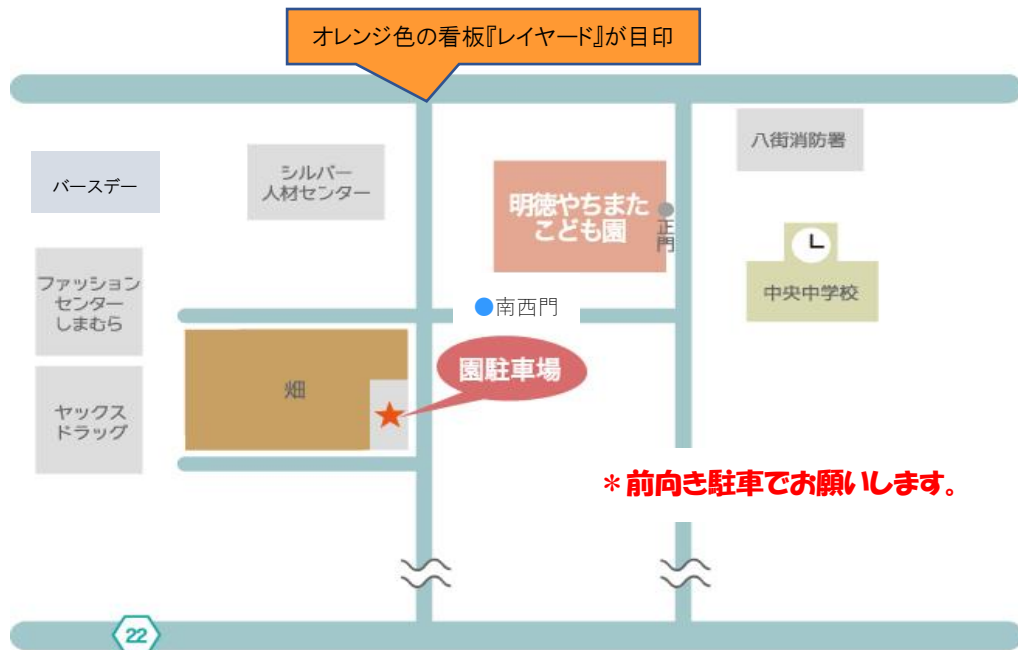 オレンジ色の看板『レイヤード』が目印
八街消防署
バースデー
シルバー
人材センター
明徳やちまた
こども園
正門
ファッション
センター
しまむら
中央中学校
南西門
園駐車場
畑
ヤックス
ドラッグ
＊前向き駐車でお願いします。
22